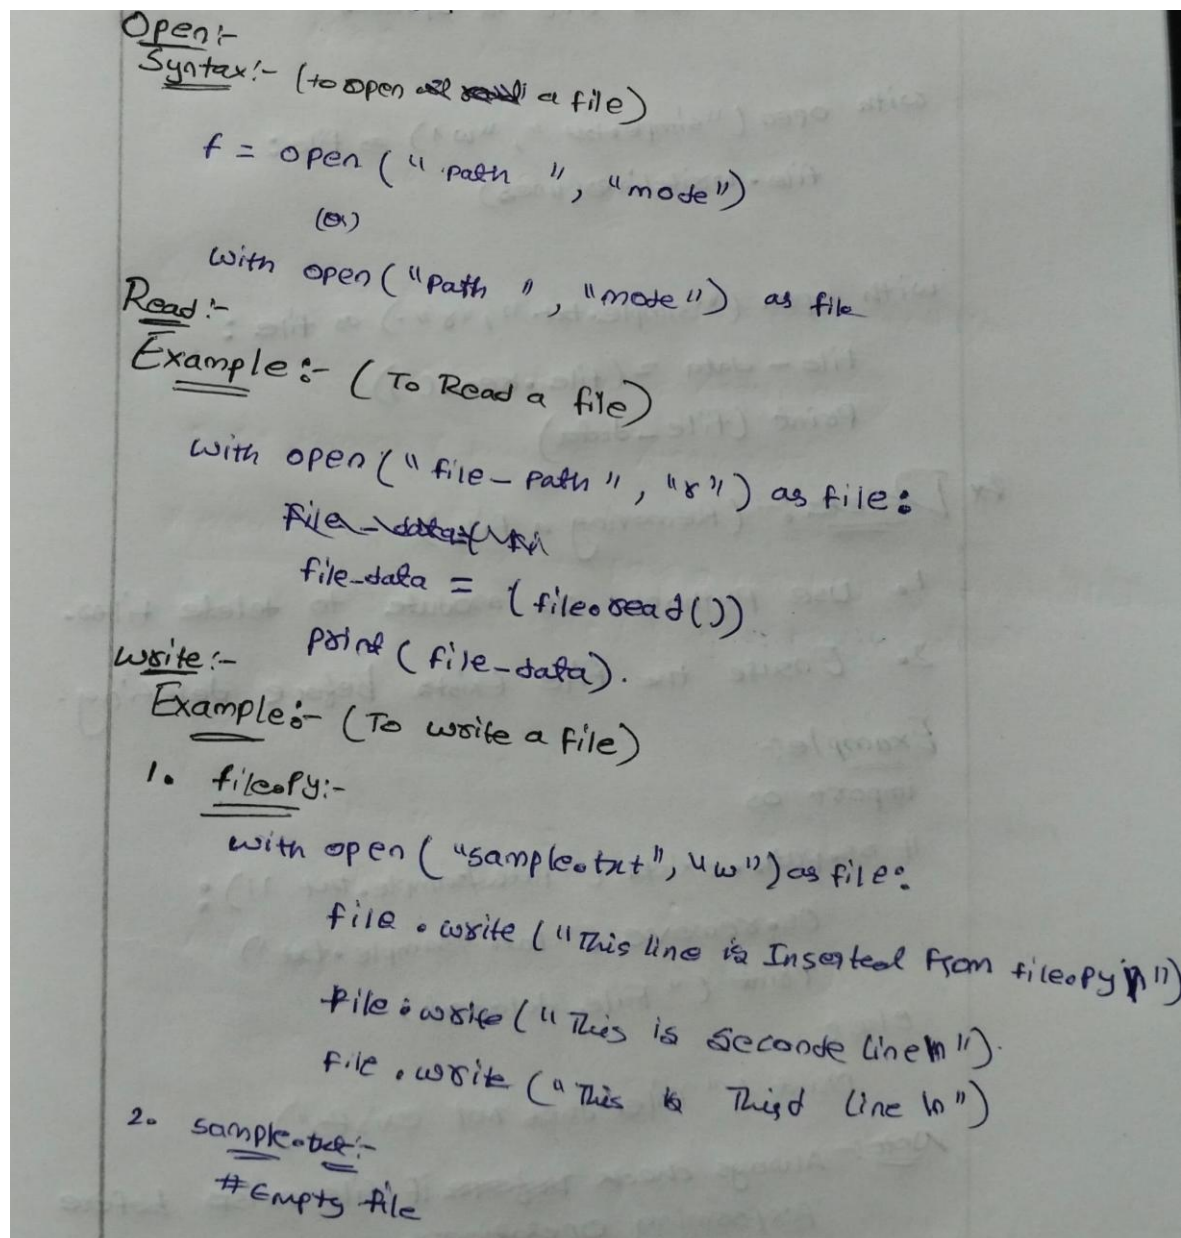 Open:-
Syntax:- (to open a file)
f = open (" path ", "mode")
(or)
with open ("path ", "mode") as file
Read:-
Example:- (To Read a file)
with open ("file-path", "r") as file:
file_data = (file.read())
print (file-data).
write:-
Example:- (To write a file)
1. file.py:-
with open ("sample.txt", "w") as file:
file.write ("This line is Inserted From file.py \n")
file.write ("This is seconde line \n").
file.write ("This is Third line \n")
2. sample.txt:-
#Empty file